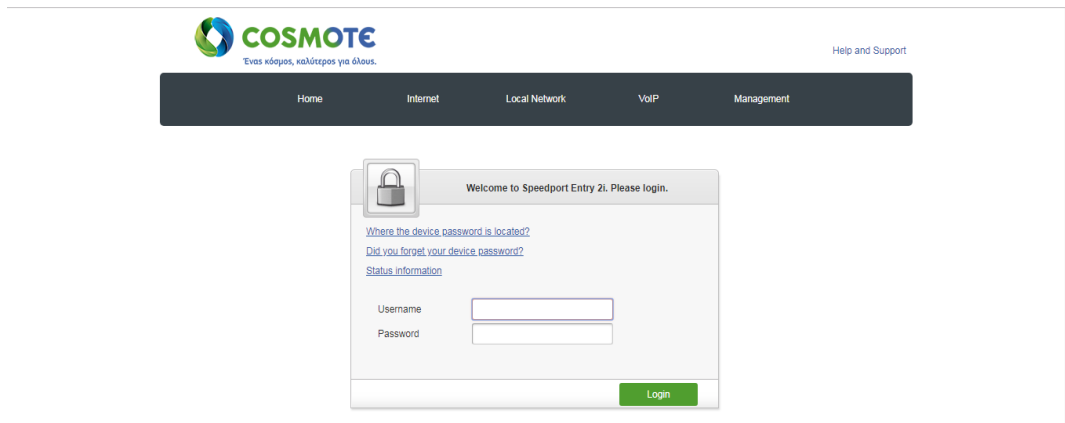 COSMOTE
Ένας κόσμος, καλύτερος για όλους.
Help and Support
Home Internet Local Network VoIP Management
Welcome to Speedport Entry 2i. Please login.
Where the device password is located?
Did you forget your device password?
Status information
Username
Password
Login